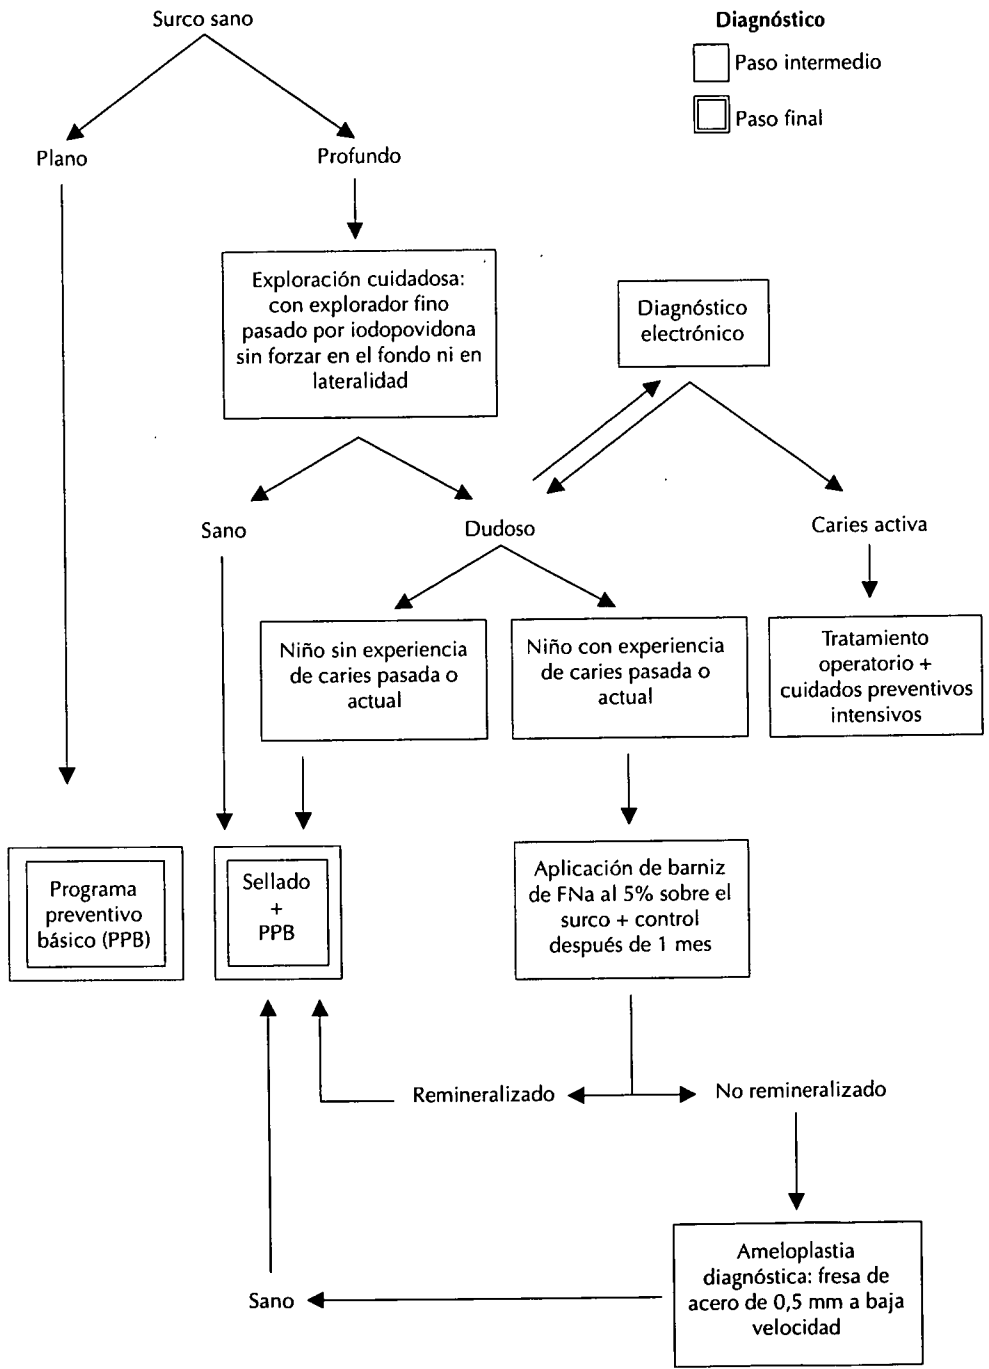 Surco sano
Diagnóstico
Paso intermedio
Paso final
Plano
Profundo
Exploración cuidadosa:
con explorador fino
pasado por iodopovidona
sin forzar en el fondo ni en
lateralidad
Diagnóstico
electrónico
Sano
Dudoso
Caries activa
Niño sin experiencia
de caries pasada o
actual
Niño con experiencia
de caries pasada o
actual
Tratamiento
operatorio +
cuidados preventivos
intensivos
Programa
preventivo
básico (PPB)
Sellado
+
PPB
Aplicación de barniz
de FNa al 5% sobre el
surco + control
después de 1 mes
Remineralizado
No remineralizado
Ameloplastia
diagnóstica: fresa de
acero de 0,5 mm a baja
velocidad
Sano